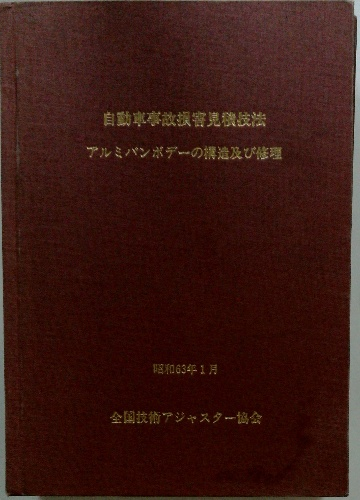 自動車事故損害見積技法
アルミバンボデーの構造及び修理
昭和63年1月
全国技術アジャスター協会